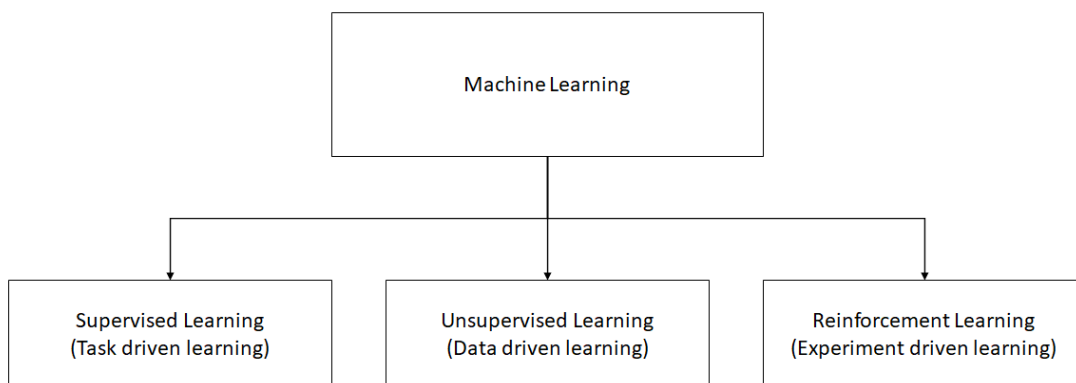 Machine Learning
Supervised Learning
(Task driven learning)
Unsupervised Learning
(Data driven learning)
Reinforcement Learning
(Experiment driven learning)